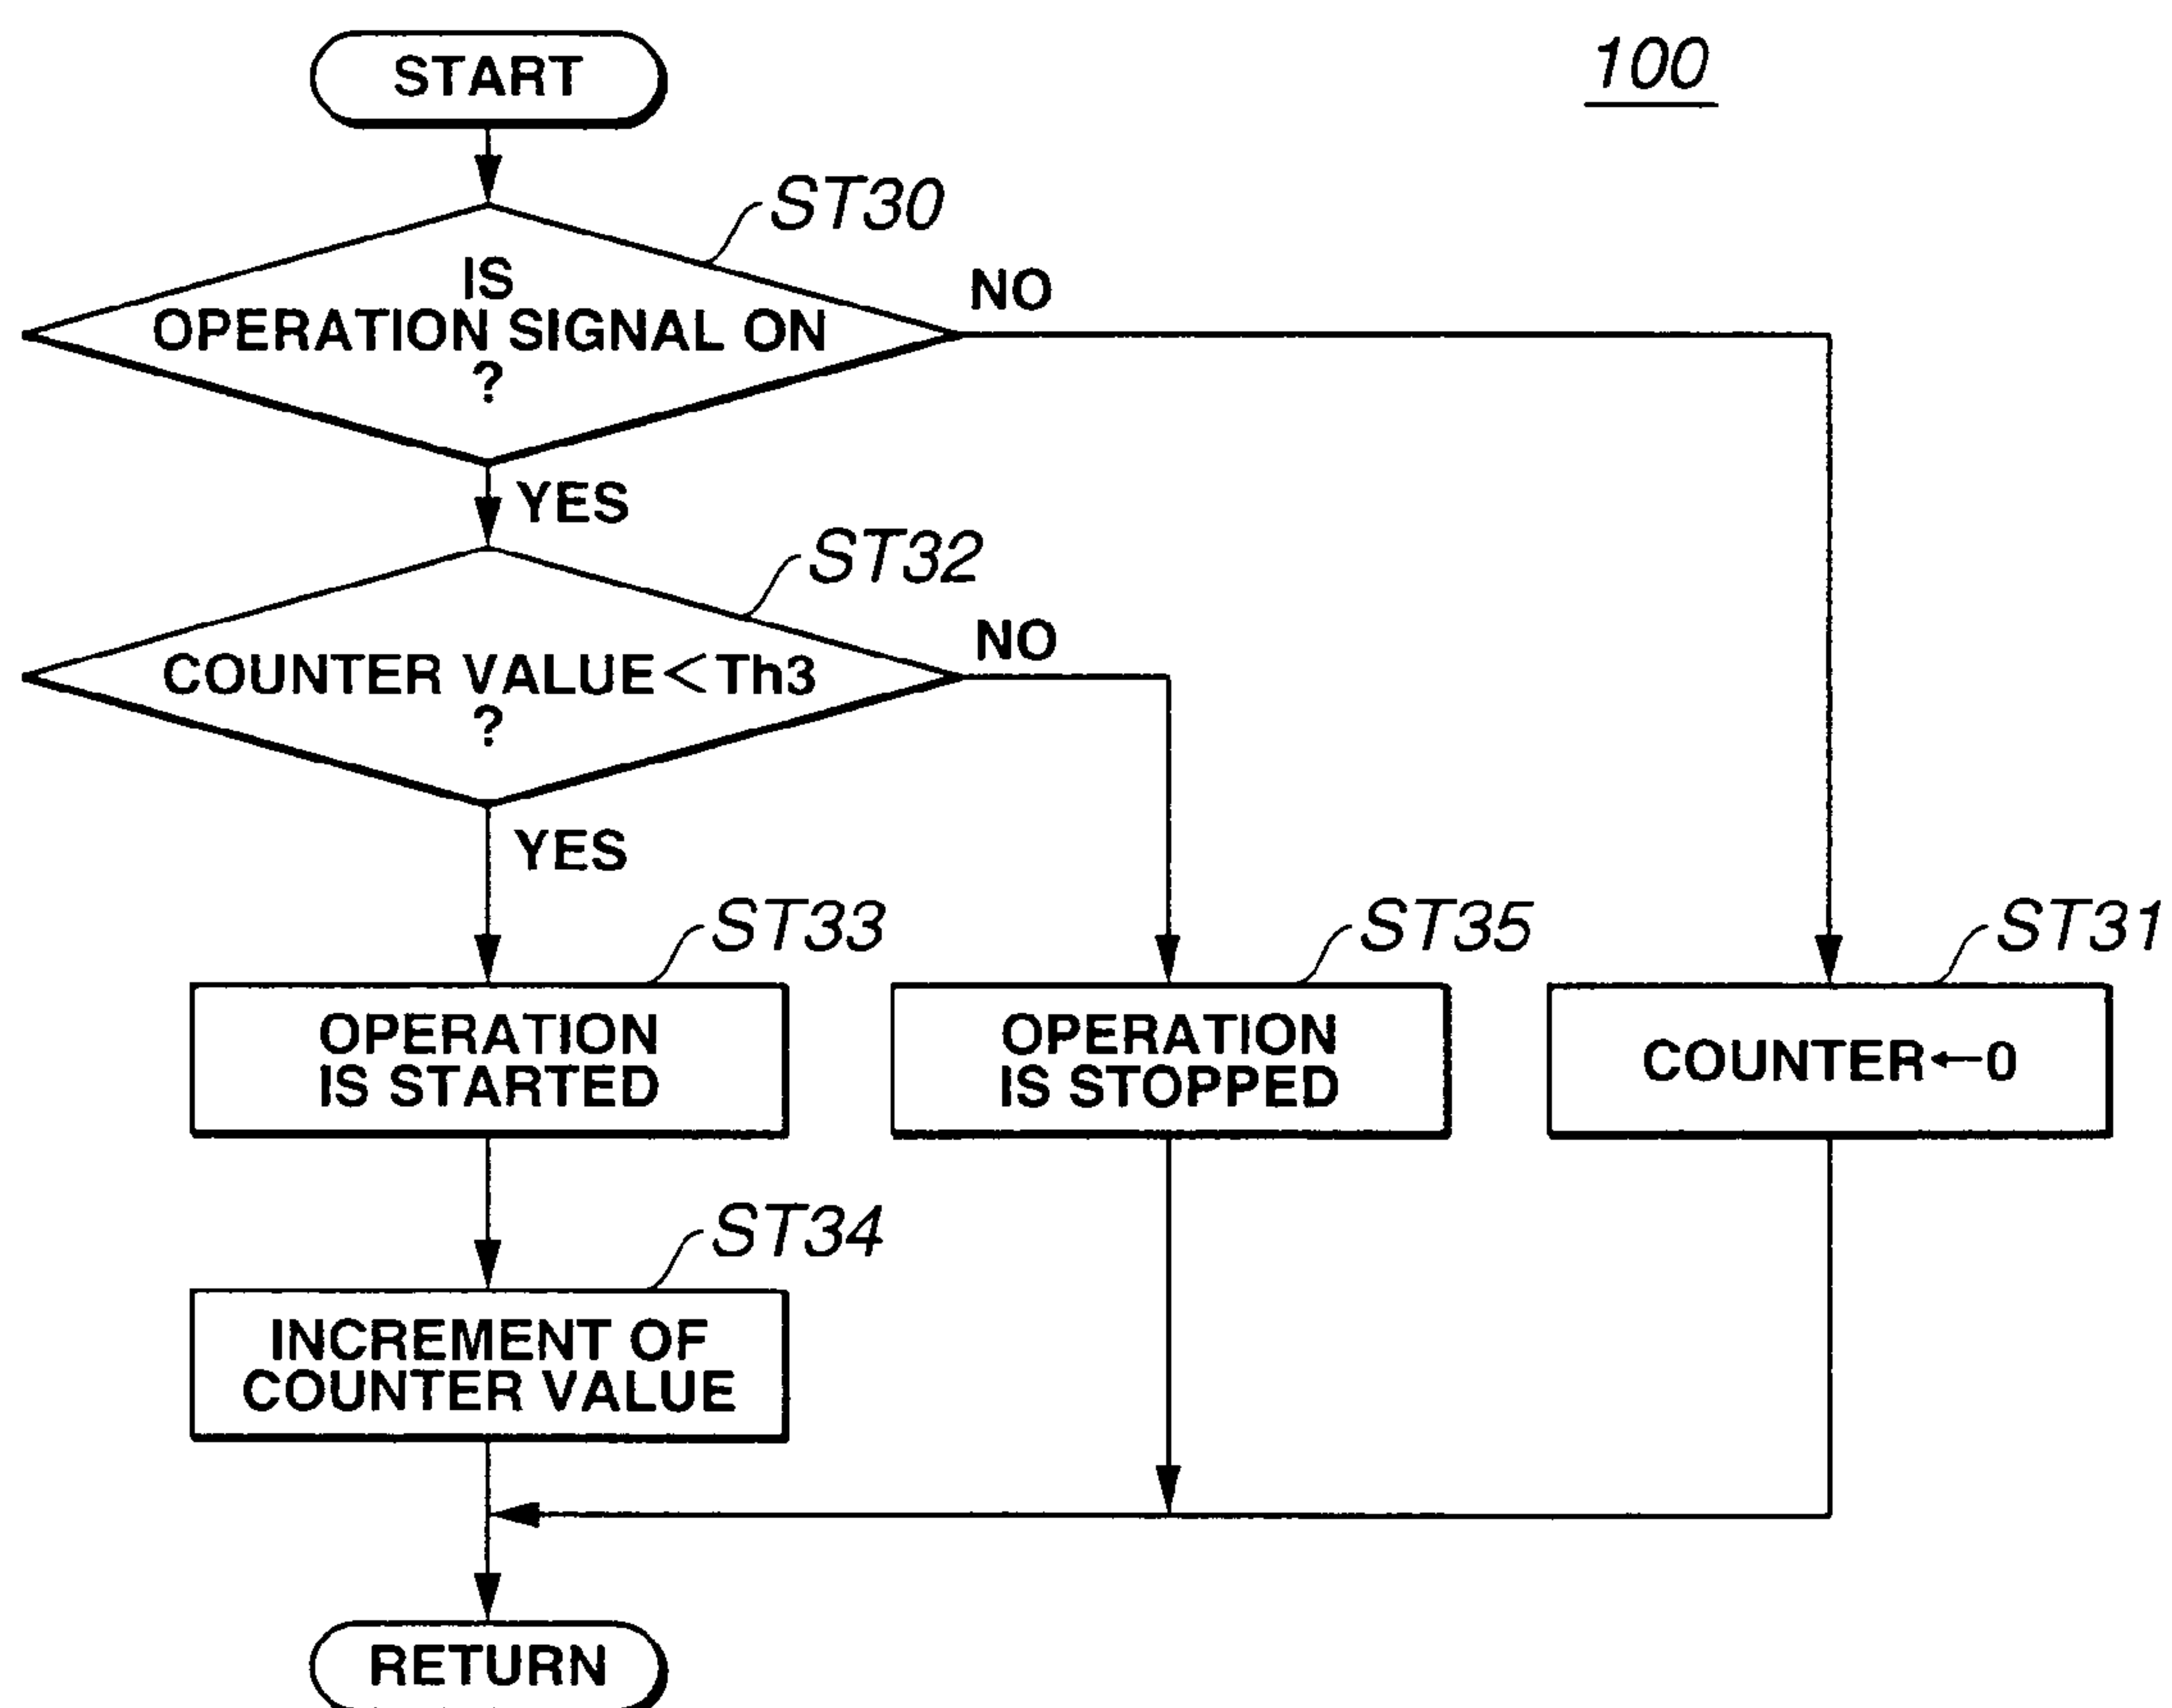 START
100
ST30
IS
OPERATION SIGNAL ON
?
NO
YES
ST32
COUNTER VALUE<Th3
?
NO
YES
ST33
ST35
ST31
OPERATION
IS STARTED
OPERATION
IS STOPPED
COUNTER←0
ST34
INCREMENT OF
COUNTER VALUE
RETURN